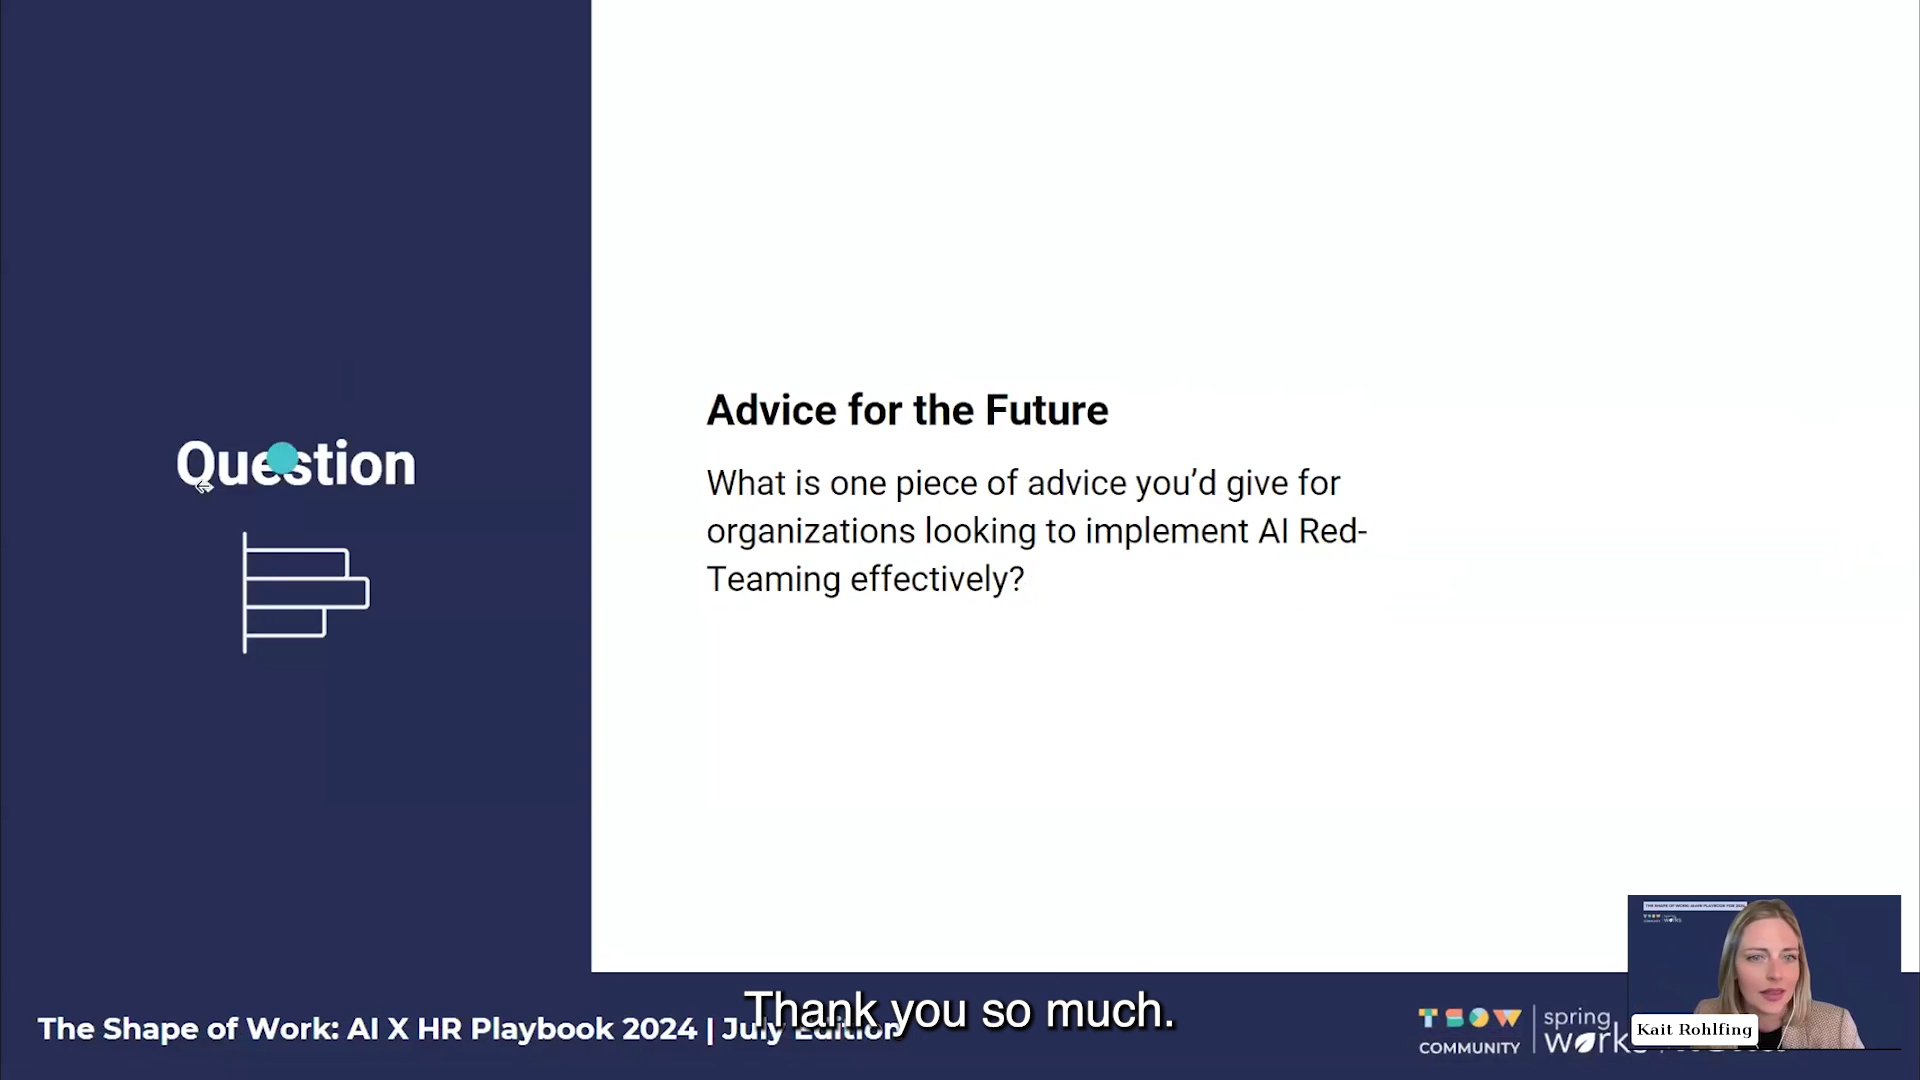 Question
Advice for the Future
What is one piece of advice you’d give for
organizations looking to implement AI Red-
Teaming effectively?
Thank you so much.
The Shape of Work: AI X HR Playbook 2024 | July Edition
TSOW
COMMUNITY
spring
works
Kait Rohlfing